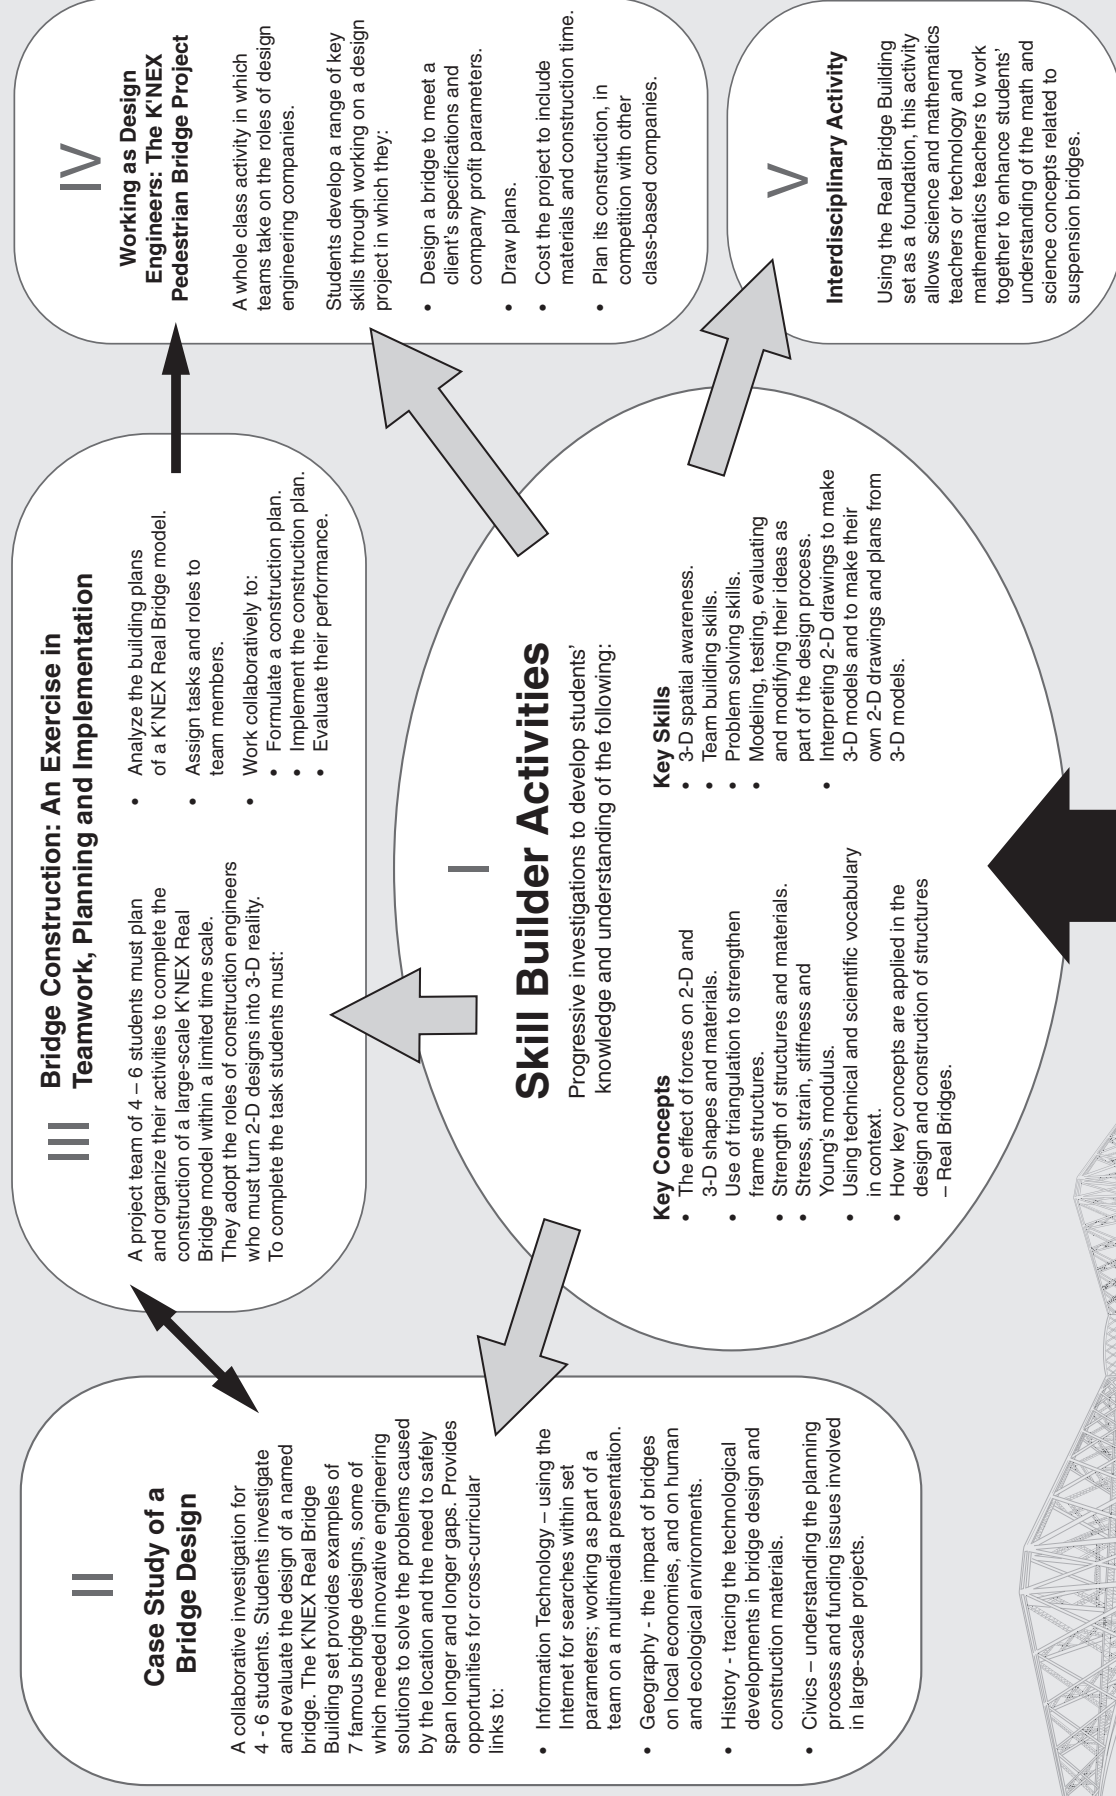 II
Case Study of a
Bridge Design
A collaborative investigation for
4 - 6 students. Students investigate
and evaluate the design of a named
bridge. The K’NEX Real Bridge
Building set provides examples of
7 famous bridge designs, some of
which needed innovative engineering
solutions to solve the problems caused
by the location and the need to safely
span longer and longer gaps. Provides
opportunities for cross-curricular
links to:
• Information Technology – using the
Internet for searches within set
parameters; working as part of a
team on a multimedia presentation.
• Geography - the impact of bridges
on local economies, and on human
and ecological environments.
• History - tracing the technological
developments in bridge design and
construction materials.
• Civics – understanding the planning
process and funding issues involved
in large-scale projects.
III
Bridge Construction: An Exercise in
Teamwork, Planning and Implementation
A project team of 4 – 6 students must plan
and organize their activities to complete the
construction of a large-scale K’NEX Real
Bridge model within a limited time scale.
They adopt the roles of construction engineers
who must turn 2-D designs into 3-D reality.
To complete the task students must:
• Analyze the building plans
of a K’NEX Real Bridge model.
• Assign tasks and roles to
team members.
• Work collaboratively to:
• Formulate a construction plan.
• Implement the construction plan.
• Evaluate their performance.
I
Skill Builder Activities
Progressive investigations to develop students’
knowledge and understanding of the following:
Key Concepts
• The effect of forces on 2-D and
3-D shapes and materials.
• Use of triangulation to strengthen
frame structures.
• Strength of structures and materials.
• Stress, strain, stiffness and
Young’s modulus.
• Using technical and scientific vocabulary
in context.
• How key concepts are applied in the
design and construction of structures
– Real Bridges.
Key Skills
• 3-D spatial awareness.
• Team building skills.
• Problem solving skills.
• Modeling, testing, evaluating
and modifying their ideas as
part of the design process.
• Interpreting 2-D drawings to make
3-D models and to make their
own 2-D drawings and plans from
3-D models.
IV
Working as Design
Engineers: The K’NEX
Pedestrian Bridge Project
A whole class activity in which
teams take on the roles of design
engineering companies.
Students develop a range of key
skills through working on a design
project in which they:
• Design a bridge to meet a
client’s specifications and
company profit parameters.
• Draw plans.
• Cost the project to include
materials and construction time.
• Plan its construction, in
competition with other
class-based companies.
V
Interdisciplinary Activity
Using the Real Bridge Building
set as a foundation, this activity
allows science and mathematics
teachers or technology and
mathematics teachers to work
together to enhance students’
understanding of the math and
science concepts related to
suspension bridges.